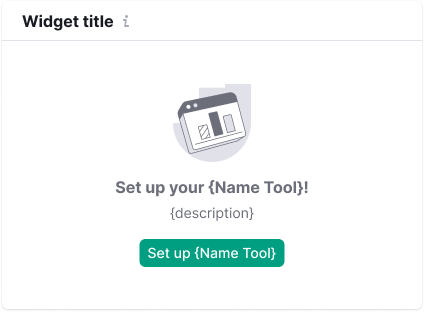 Widget title
Set up your {Name Tool}!
{description}
Set up {Name Tool}